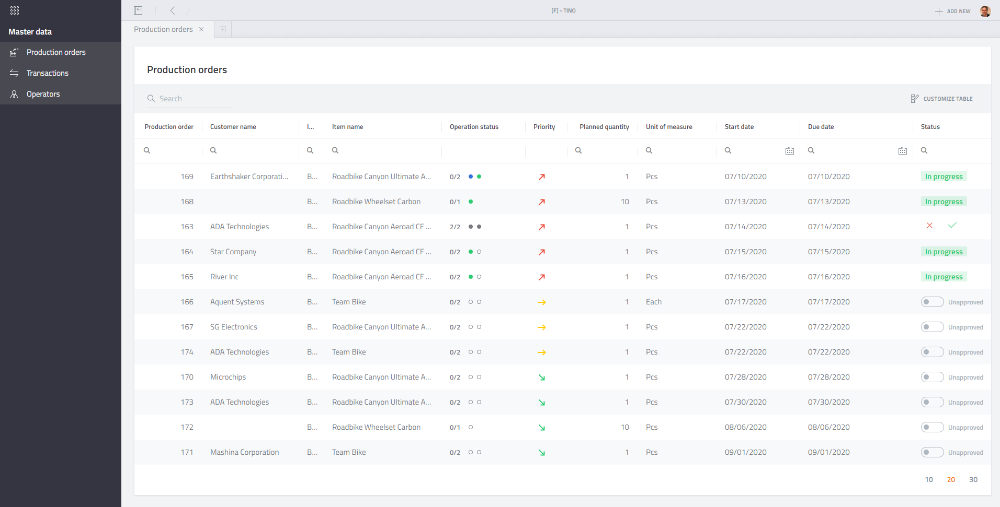 [F] - TINO
ADD NEW
Master data
Production orders
Transactions
Operators
Production orders
Production orders
Search
CUSTOMIZE TABLE
Production order Customer name I... Item name Operation status Priority Planned quantity Unit of measure Start date Due date Status
169 Earthshaker Corporati... B... Roadbike Canyon Ultimate A... 0/2 1 Pcs 07/10/2020 07/10/2020 In progress
168 B... Roadbike Wheelset Carbon 0/1 10 Pcs 07/13/2020 07/13/2020 In progress
163 ADA Technologies B... Roadbike Canyon Aeroad CF ... 2/2 1 Pcs 07/14/2020 07/14/2020
164 Star Company B... Roadbike Canyon Aeroad CF ... 0/2 1 Pcs 07/15/2020 07/15/2020 In progress
165 River Inc B... Roadbike Canyon Aeroad CF ... 0/2 1 Pcs 07/16/2020 07/16/2020 In progress
166 Aquent Systems B... Team Bike 0/2 1 Each 07/17/2020 07/17/2020 Unapproved
167 SG Electronics B... Roadbike Canyon Ultimate A... 0/2 1 Pcs 07/22/2020 07/22/2020 Unapproved
174 ADA Technologies B... Team Bike 0/2 1 Pcs 07/22/2020 07/22/2020 Unapproved
170 Microchips B... Roadbike Canyon Ultimate A... 0/2 1 Pcs 07/28/2020 07/28/2020 Unapproved
173 ADA Technologies B... Roadbike Canyon Ultimate A... 0/2 1 Pcs 07/30/2020 07/30/2020 Unapproved
172 B... Roadbike Wheelset Carbon 0/1 10 Pcs 08/06/2020 08/06/2020 Unapproved
171 Mashina Corporation B... Team Bike 0/2 1 Pcs 09/01/2020 09/01/2020 Unapproved
10 20 30